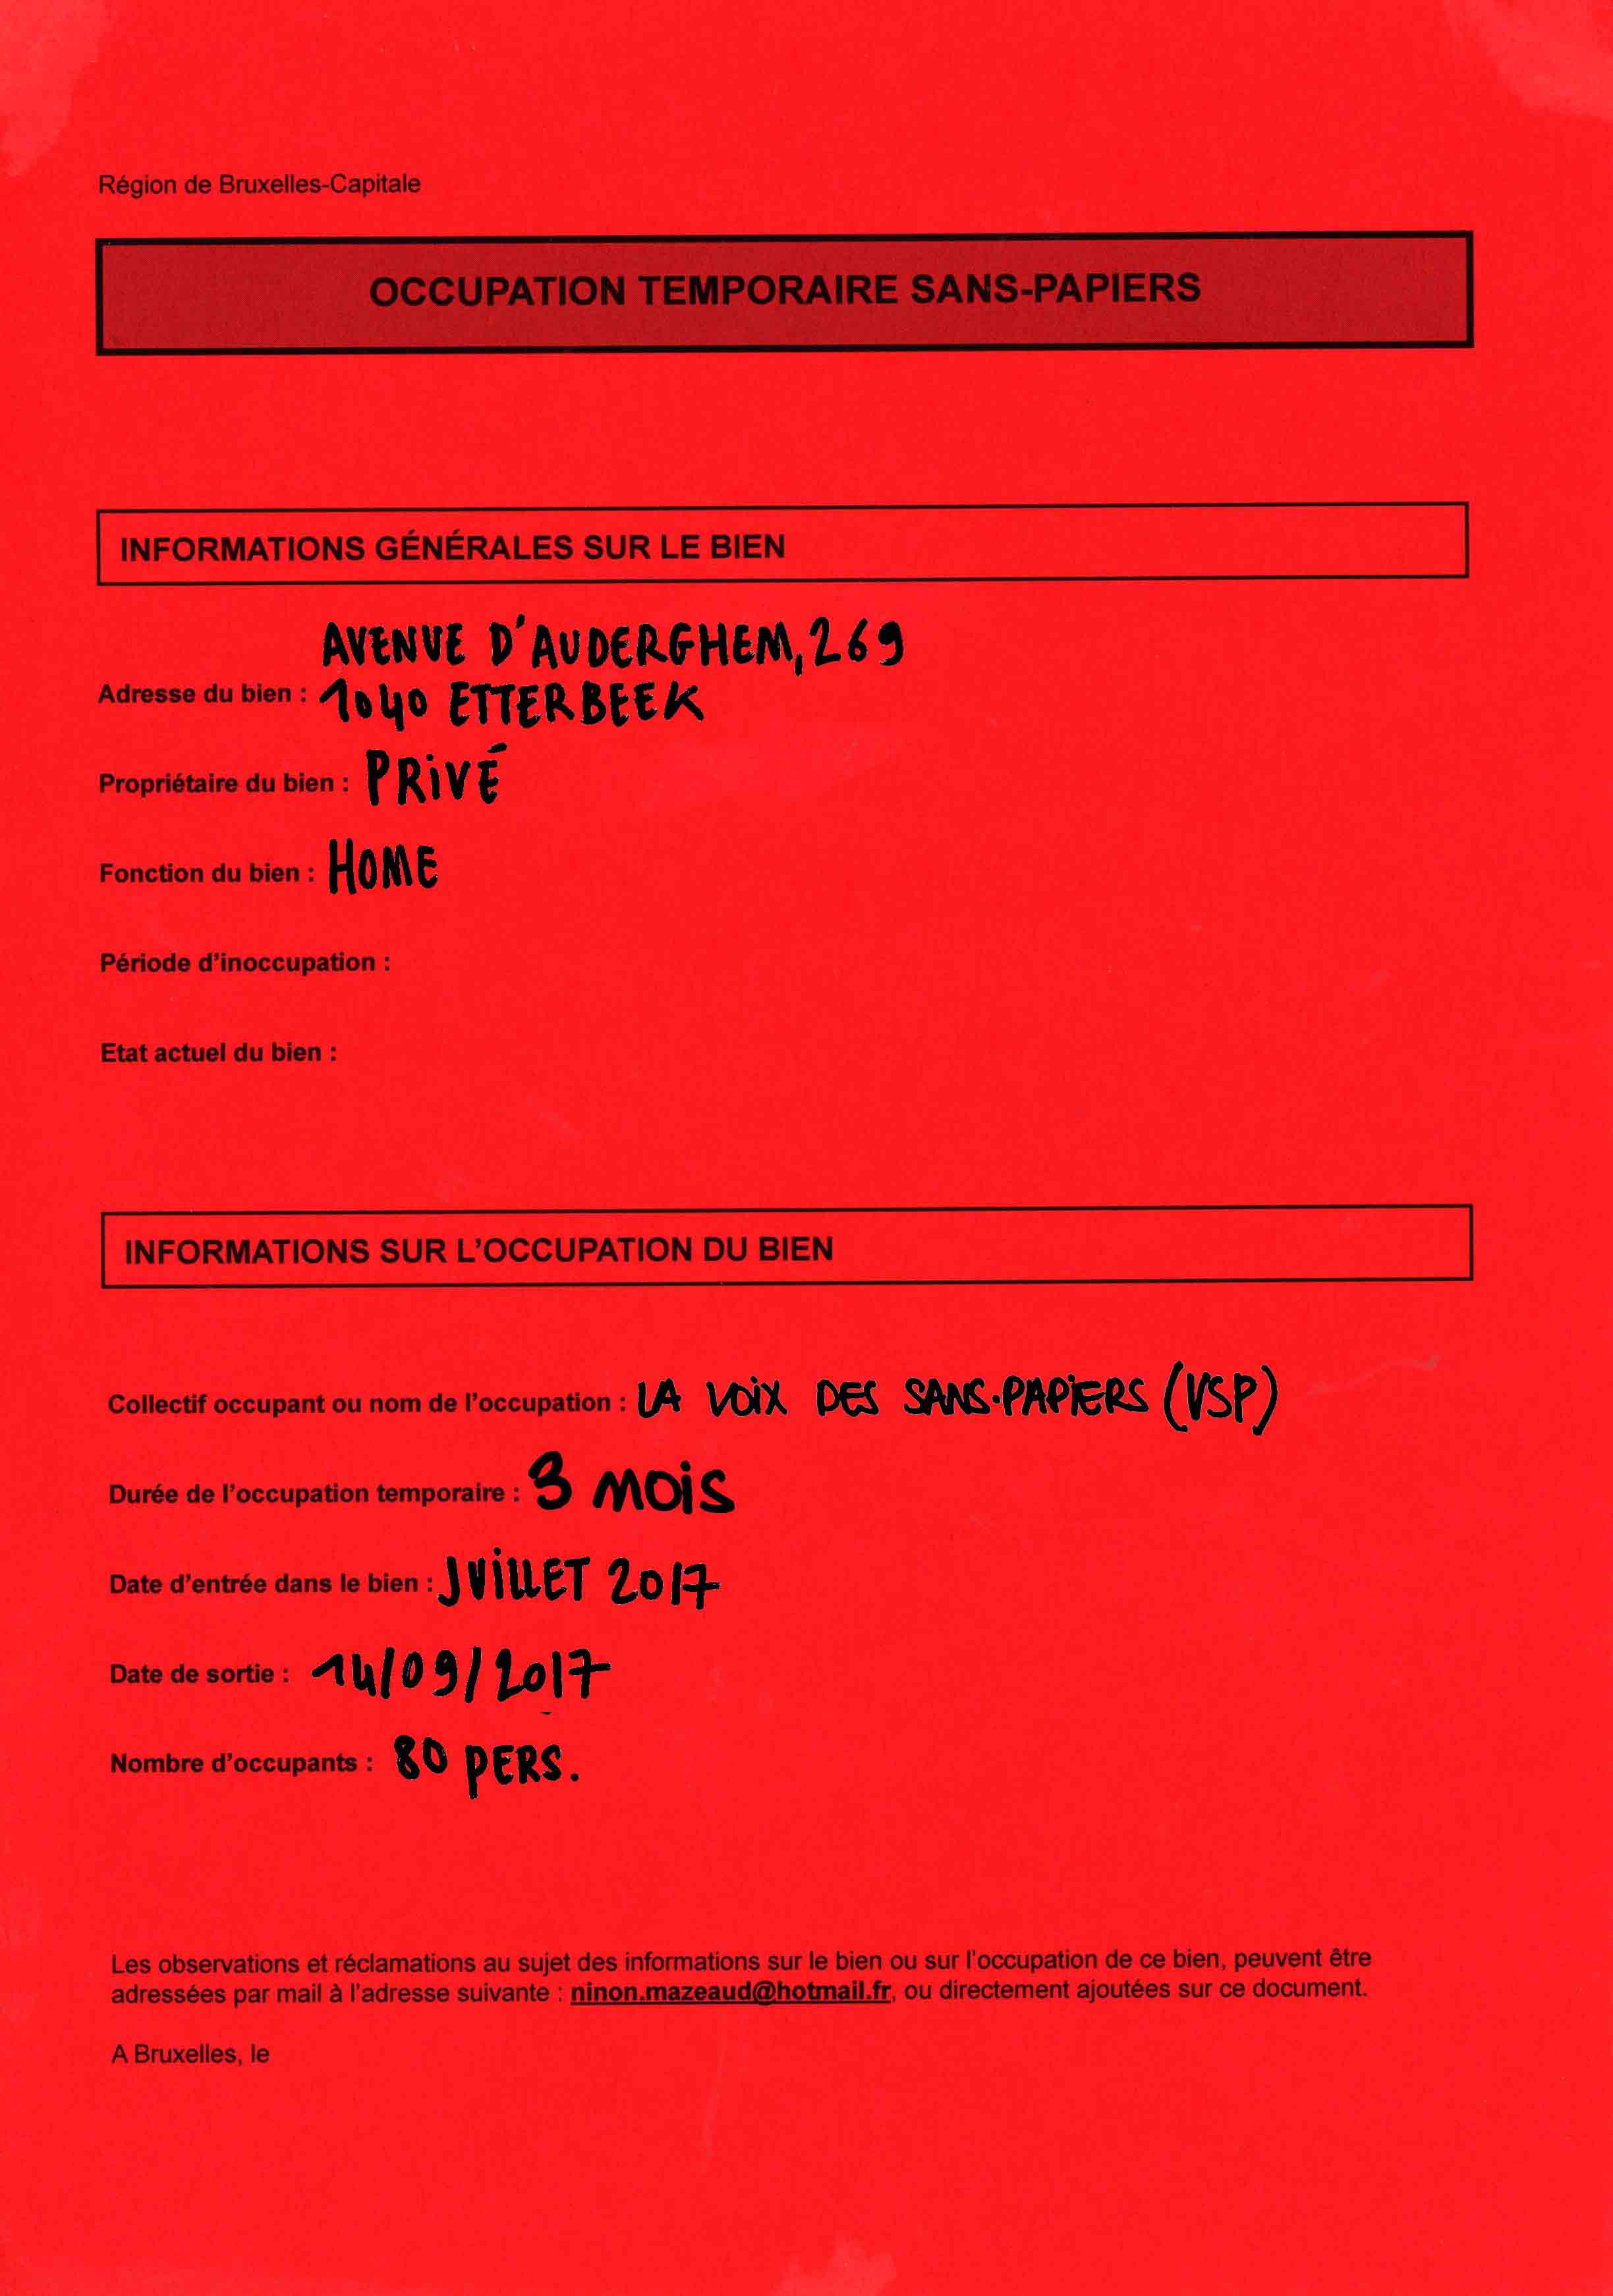 Région de Bruxelles-Capitale
OCCUPATION TEMPORAIRE SANS-PAPIERS
INFORMATIONS GÉNÉRALES SUR LE BIEN
AVENUE D'AUDERGHEM, 269
Adresse du bien : 1040 ETTERBEEK
Propriétaire du bien : PRIVÉ
Fonction du bien : HOME
Période d'inoccupation :
Etat actuel du bien :
INFORMATIONS SUR L'OCCUPATION DU BIEN
Collectif occupant ou nom de l'occupation : LA VOIX DES SANS-PAPIERS (VSP)
Durée de l'occupation temporaire : 3 MOIS
Date d'entrée dans le bien : JUILLET 2017
Date de sortie : 14/09/2017
Nombre d'occupants : 80 PERS.
Les observations et réclamations au sujet des informations sur le bien ou sur l'occupation de ce bien, peuvent être
adressées par mail à l'adresse suivante : ninon.mazeaud@hotmail.fr, ou directement ajoutées sur ce document.
A Bruxelles, le